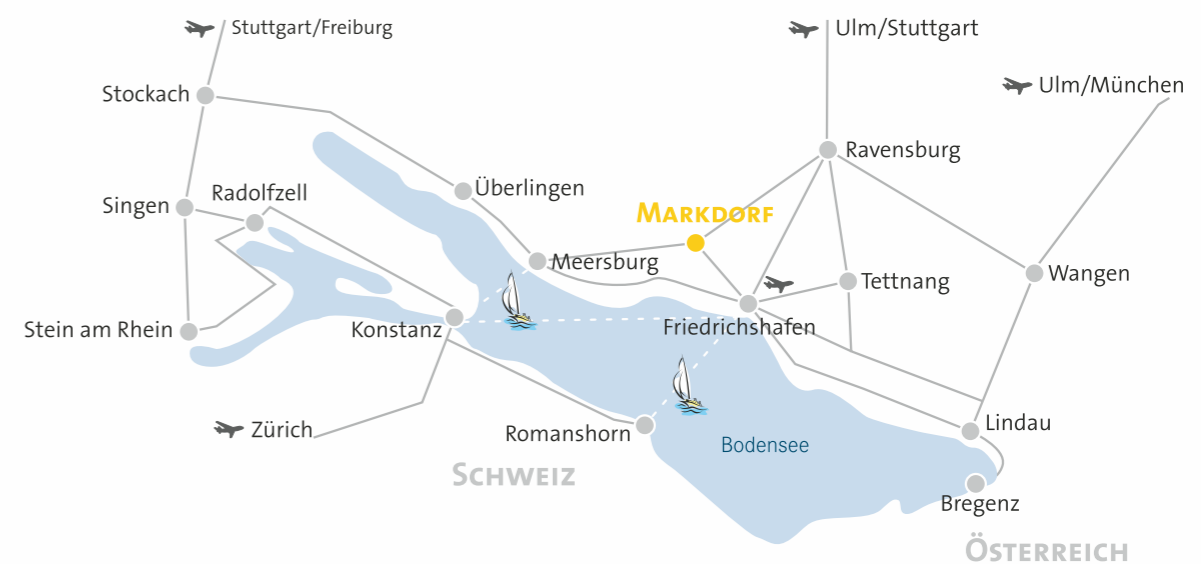 Stuttgart/Freiburg
Ulm/Stuttgart
Ulm/München
Stockach
Ravensburg
Überlingen
Radolfzell
Singen
MARKDORF
Meersburg
Wangen
Tettnang
Stein am Rhein
Konstanz
Friedrichshafen
Zürich
Romanshorn
Lindau
Bodensee
SCHWEIZ
Bregenz
ÖSTERREICH